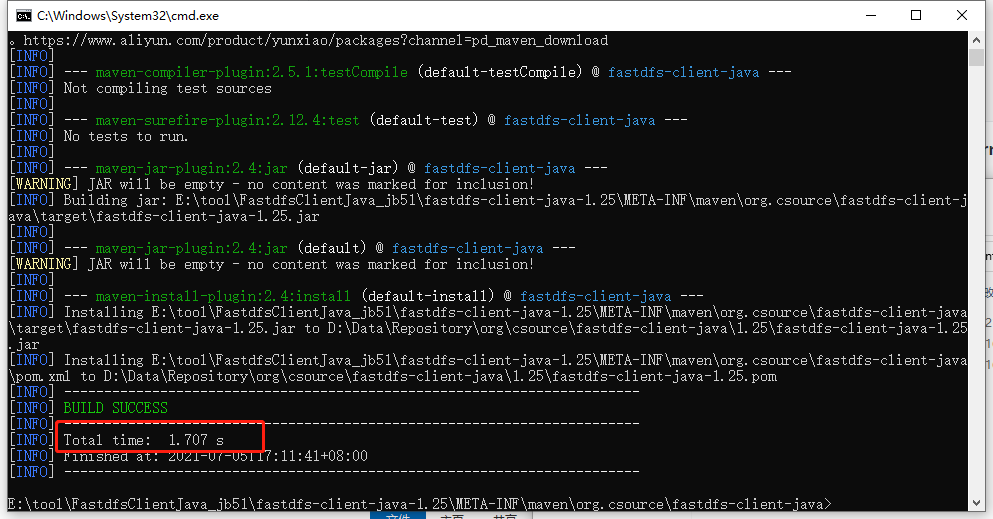 C:\Windows\System32\cmd.exe
。https://www.aliyun.com/product/yunxiao/packages?channel=pd_maven_download
[INFO]
[INFO] --- maven-compiler-plugin:2.5.1:testCompile (default-testCompile) @ fastdfs-client-java ---
[INFO] Not compiling test sources
[INFO]
[INFO] --- maven-surefire-plugin:2.12.4:test (default-test) @ fastdfs-client-java ---
[INFO] No tests to run.
[INFO]
[INFO] --- maven-jar-plugin:2.4:jar (default-jar) @ fastdfs-client-java ---
[WARNING] JAR will be empty - no content was marked for inclusion!
[INFO] Building jar: E:\tool\FastdfsClientJava_jb51\fastdfs-client-java-1.25\META-INF\maven\org.csource\fastdfs-client-j
ava\target\fastdfs-client-java-1.25.jar
[INFO]
[INFO] --- maven-jar-plugin:2.4:jar (default) @ fastdfs-client-java ---
[WARNING] JAR will be empty - no content was marked for inclusion!
[INFO]
[INFO] --- maven-install-plugin:2.4:install (default-install) @ fastdfs-client-java ---
[INFO] Installing E:\tool\FastdfsClientJava_jb51\fastdfs-client-java-1.25\META-INF\maven\org.csource\fastdfs-client-java
\target\fastdfs-client-java-1.25.jar to D:\Data\Repository\org\csource\fastdfs-client-java\1.25\fastdfs-client-java-1.25
.jar
[INFO] Installing E:\tool\FastdfsClientJava_jb51\fastdfs-client-java-1.25\META-INF\maven\org.csource\fastdfs-client-java
\pom.xml to D:\Data\Repository\org\csource\fastdfs-client-java\1.25\fastdfs-client-java-1.25.pom
[INFO] ------------------------------------------------------------------------
[INFO] BUILD SUCCESS
[INFO] ------------------------------------------------------------------------
[INFO] Total time:  1.707 s
[INFO] Finished at: 2021-07-05T17:11:41+08:00
[INFO] ------------------------------------------------------------------------
E:\tool\FastdfsClientJava_jb51\fastdfs-client-java-1.25\META-INF\maven\org.csource\fastdfs-client-java>